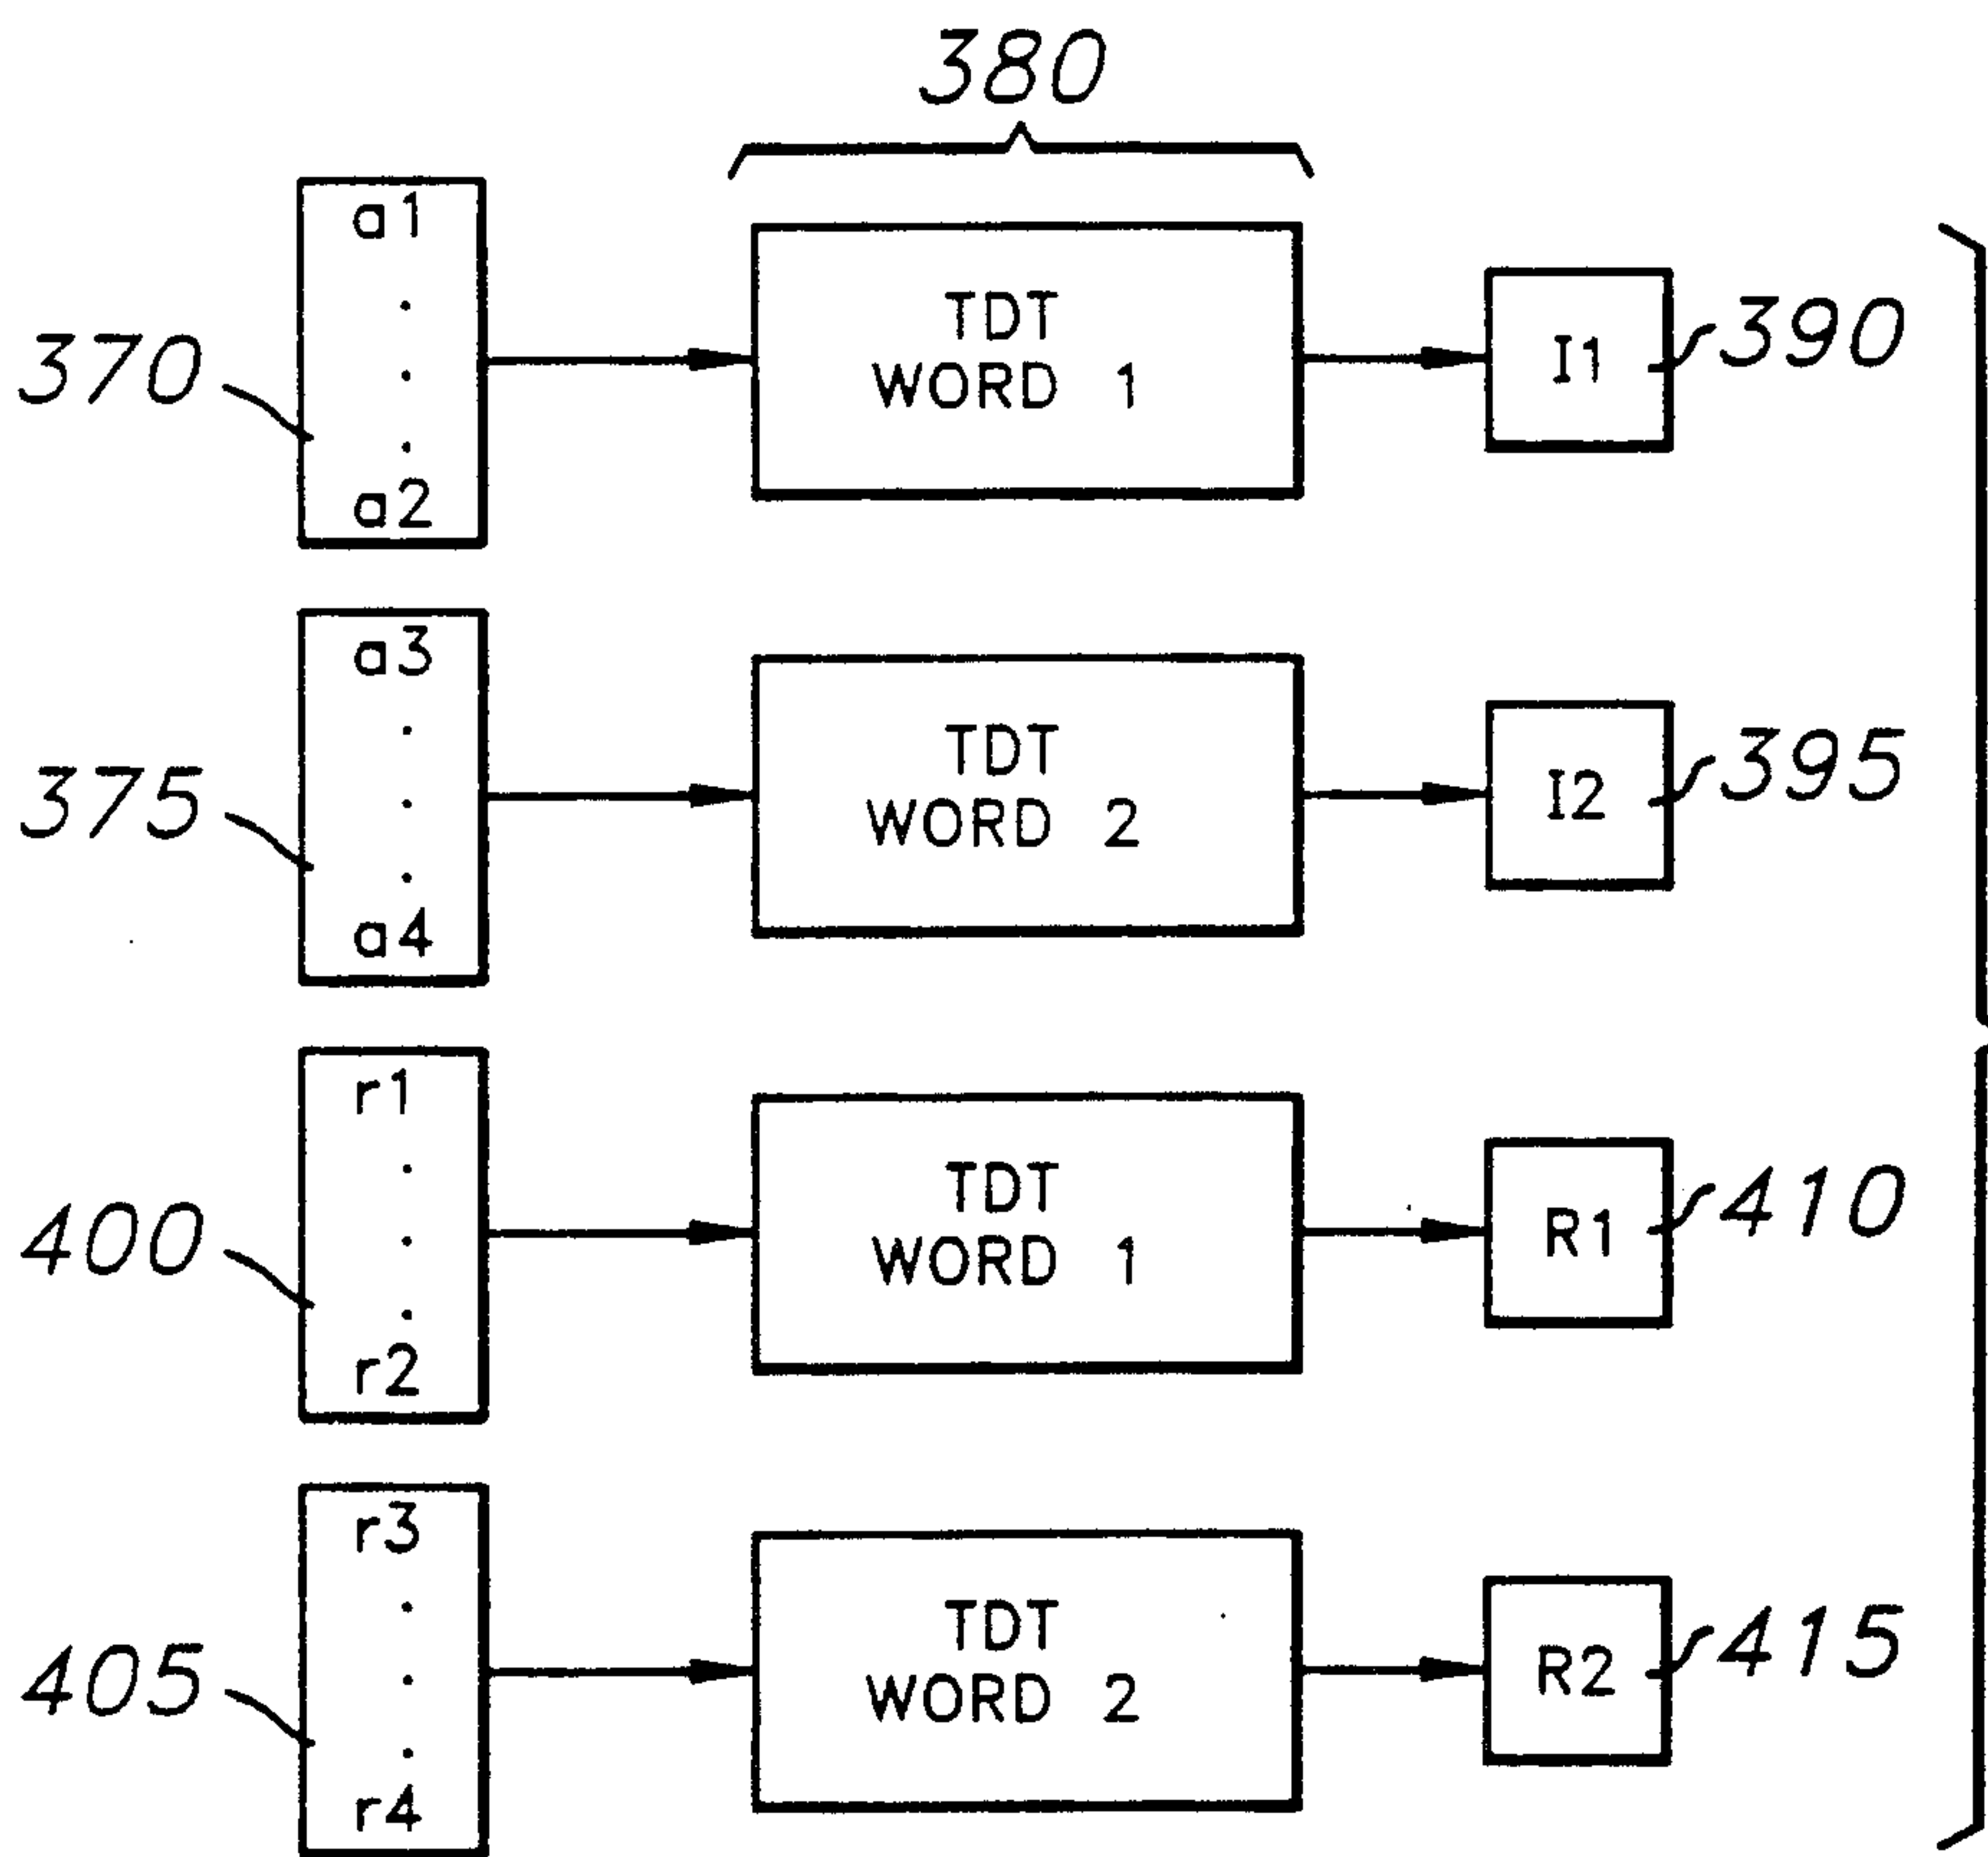 380
a1
.
.
.
a2
370
TDT
WORD 1
I1
390
a3
.
.
.
a4
375
TDT
WORD 2
I2
395
r1
.
.
.
r2
400
TDT
WORD 1
R1
410
r3
.
.
.
r4
405
TDT
WORD 2
R2
415